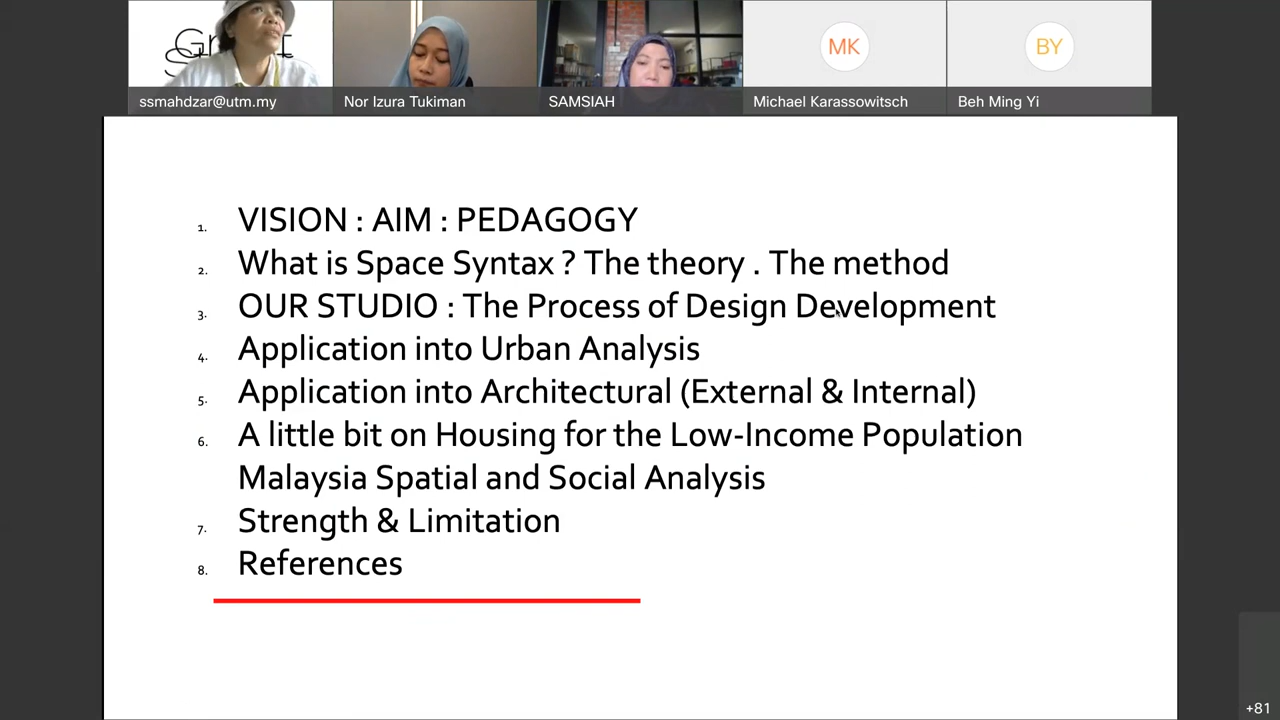 ssmahdzar@utm.my
Nor Izura Tukiman
SAMSIAH
MK
Michael Karassowitsch
BY
Beh Ming Yi
1. VISION : AIM : PEDAGOGY
2. What is Space Syntax ? The theory . The method
3. OUR STUDIO : The Process of Design Development
4. Application into Urban Analysis
5. Application into Architectural (External & Internal)
6. A little bit on Housing for the Low-Income Population
Malaysia Spatial and Social Analysis
7. Strength & Limitation
8. References
+81